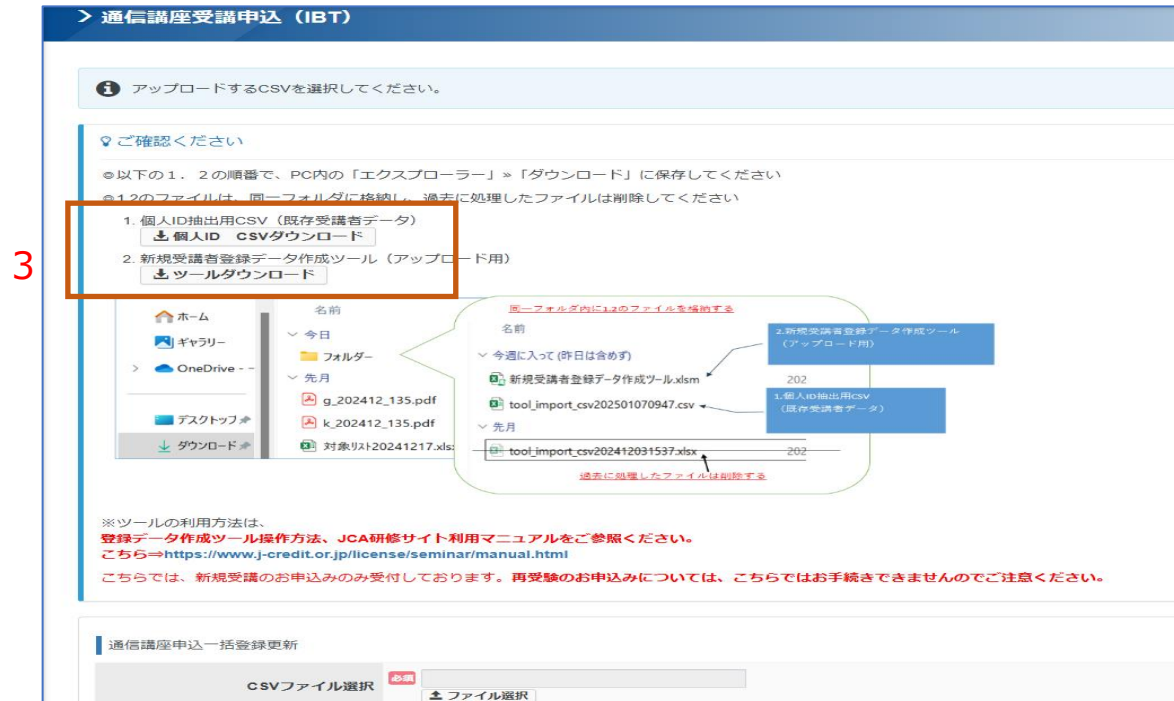 > 通信講座受講申込（IBT）
アップロードするCSVを選択してください。
ご確認ください
◎以下の１．２の順番で、PC内の「エクスプローラー」»「ダウンロード」に保存してください
◎1.2のファイルは、同一フォルダに格納し、過去に処理したファイルは削除してください
1. 個人ID抽出用CSV（既存受講者データ）
個人ID　CSVダウンロード
3
2. 新規受講者登録データ作成ツール（アップロード用）
ツールダウンロード
ホーム
ギャラリー
> OneDrive - -
デスクトップ
ダウンロード
名前
今日
フォルダー
先月
g_202412_135.pdf
k_202412_135.pdf
対象リスト20241217.xls
同一フォルダ内に1.2のファイルを格納する
名前
今週に入って (昨日は含めず)
新規受講者登録データ作成ツール.xlsm
202
tool_import_csv202501070947.csv
先月
tool_import_csv202412031537.xlsx
202
過去に処理したファイルは削除する
2.新規受講者登録データ作成ツール
（アップロード用）
1.個人ID抽出用CSV
（既存受講者データ）
※ツールの利用方法は、
登録データ作成ツール操作方法、JCA研修サイト利用マニュアルをご参照ください。
こちら⇒https://www.j-credit.or.jp/license/seminar/manual.html
こちらでは、新規受講のお申込みのみ受付しております。再受験のお申込みについては、こちらではお手続きできませんのでご注意ください。
通信講座申込一括登録更新
CSVファイル選択
必須
ファイル選択